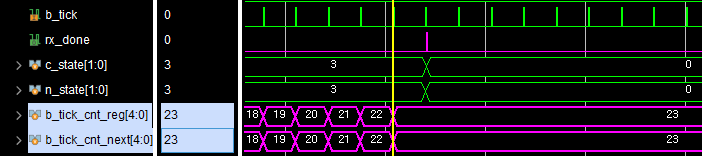 b_tick 0
rx_done 0
c_state[1:0] 3 3 0
n_state[1:0] 3 3 0
b_tick_cnt_reg[4:0] 23 18 19 20 21 22 23
b_tick_cnt_next[4:0] 23 18 19 20 21 22 23